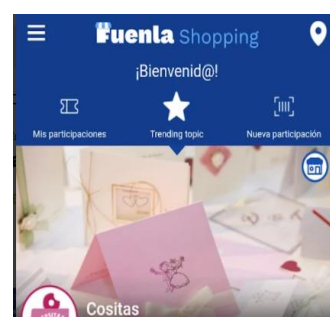 Fuenla Shopping
¡Bienvenid@!
Mis participaciones
Trending topic
Nueva participación
Cositas